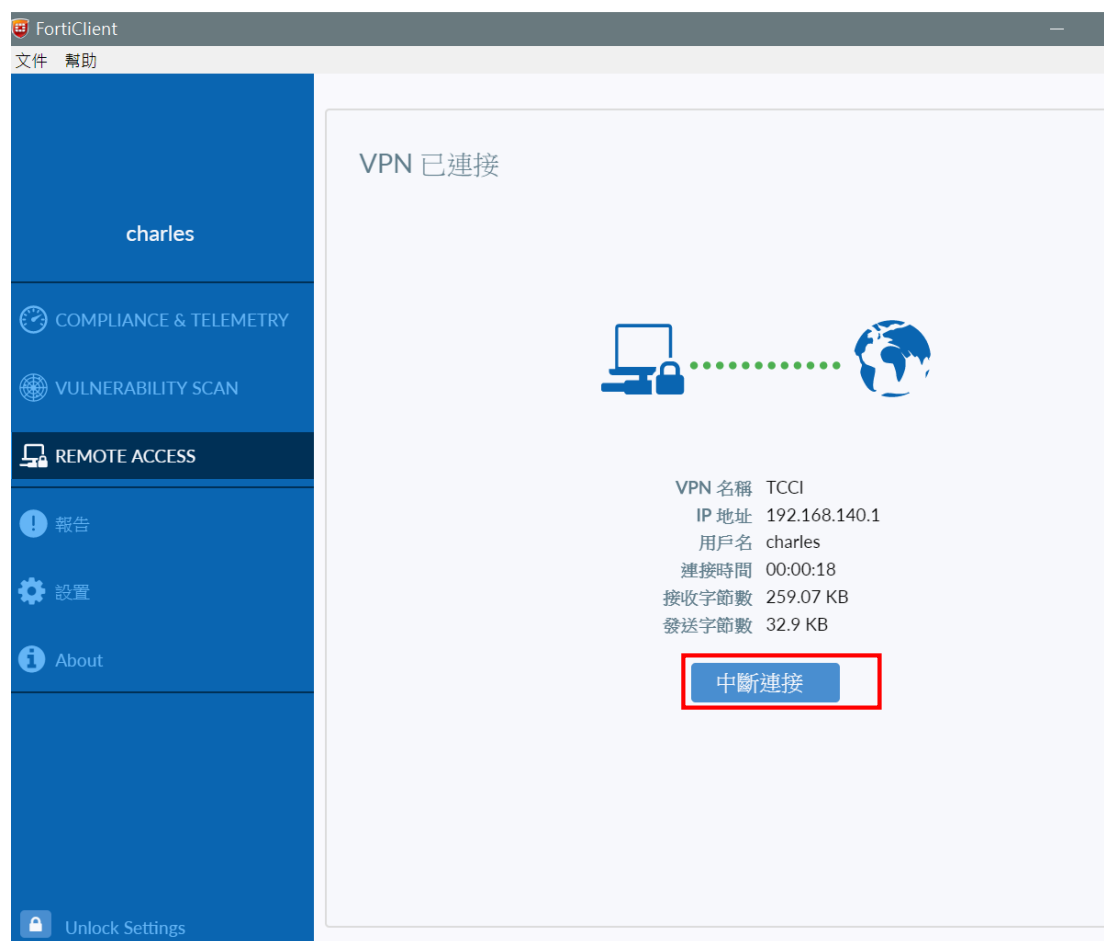 FortiClient
文件 幫助
charles
COMPLIANCE & TELEMETRY
VULNERABILITY SCAN
REMOTE ACCESS
報告
設置
About
Unlock Settings
VPN 已連接
VPN 名稱 TCCI
IP 地址 192.168.140.1
用戶名 charles
連接時間 00:00:18
接收字節數 259.07 KB
發送字節數 32.9 KB
中斷連接